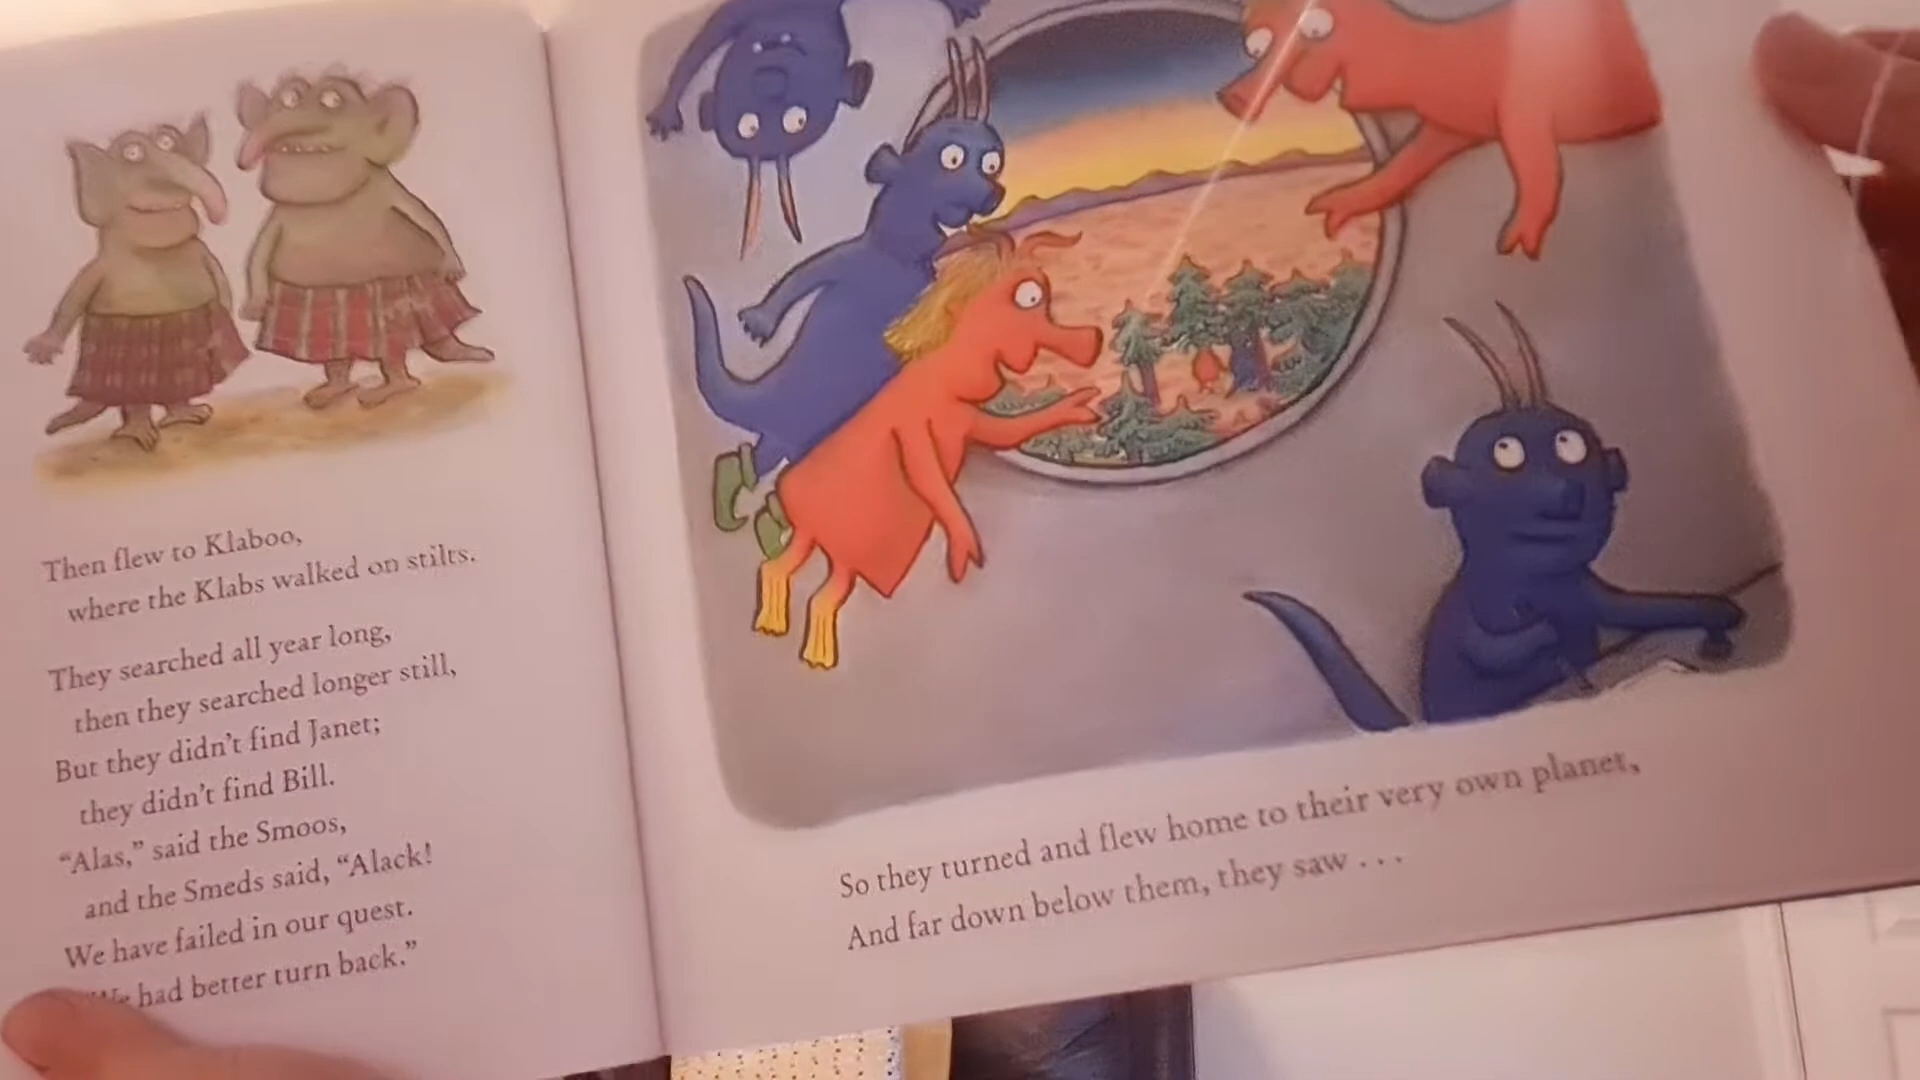 Then flew to Klaboo,
where the Klabs walked on stilts.
They searched all year long,
then they searched longer still,
But they didn't find Janet;
they didn't find Bill.
“Alas,” said the Smoos,
and the Smeds said, “Alack!
We have failed in our quest.
We had better turn back.”
So they turned and flew home to their very own planet,
And far down below them, they saw . . .